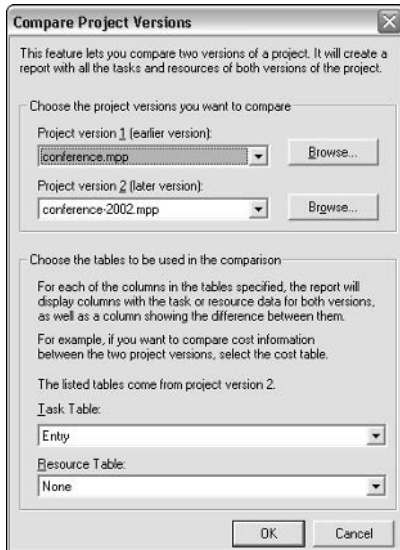 Compare Project Versions
This feature lets you compare two versions of a project. It will create a
report with all the tasks and resources of both versions of the project.
Choose the project versions you want to compare
Project version 1 (earlier version):
conference.mpp
Browse...
Project version 2 (later version):
conference-2002.mpp
Browse...
Choose the tables to be used in the comparison
For each of the columns in the tables specified, the report will
display columns with the task or resource data for both versions,
as well as a column showing the difference between them.
For example, if you want to compare cost information
between the two project versions, select the cost table.
The listed tables come from project version 2.
Task Table:
Entry
Resource Table:
None
OK
Cancel